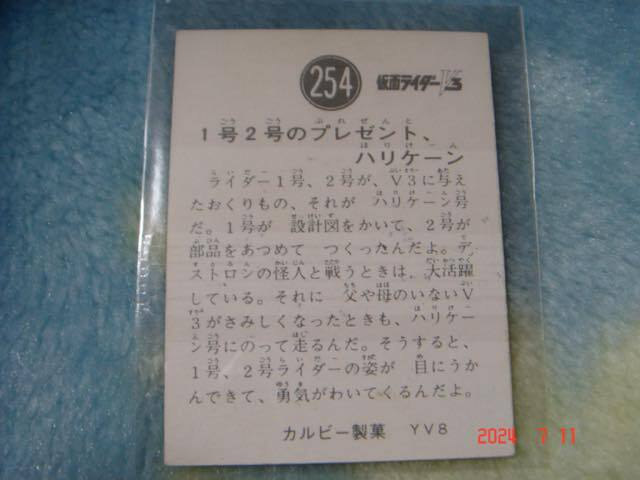 254 仮面ライダーV3
1号2号のプレゼント、
ハリケーン
ライダー1号、2号が、V3に与え
たおくりもの、それが ハリケーン号
だ。1号が 設計図をかいて、2号が
部品をあつめて つくったんだよ。デ
ストロンの怪人と戦うときは、大活躍
している。それに 父や母のいないV
3がさみしくなったときも、ハリケー
ン号にのって走るんだ。そうすると、
1号、2号ライダーの姿が 目にうか
んできて、勇気がわいてくるんだよ。
カルビー製菓 YV8
2024 7 11